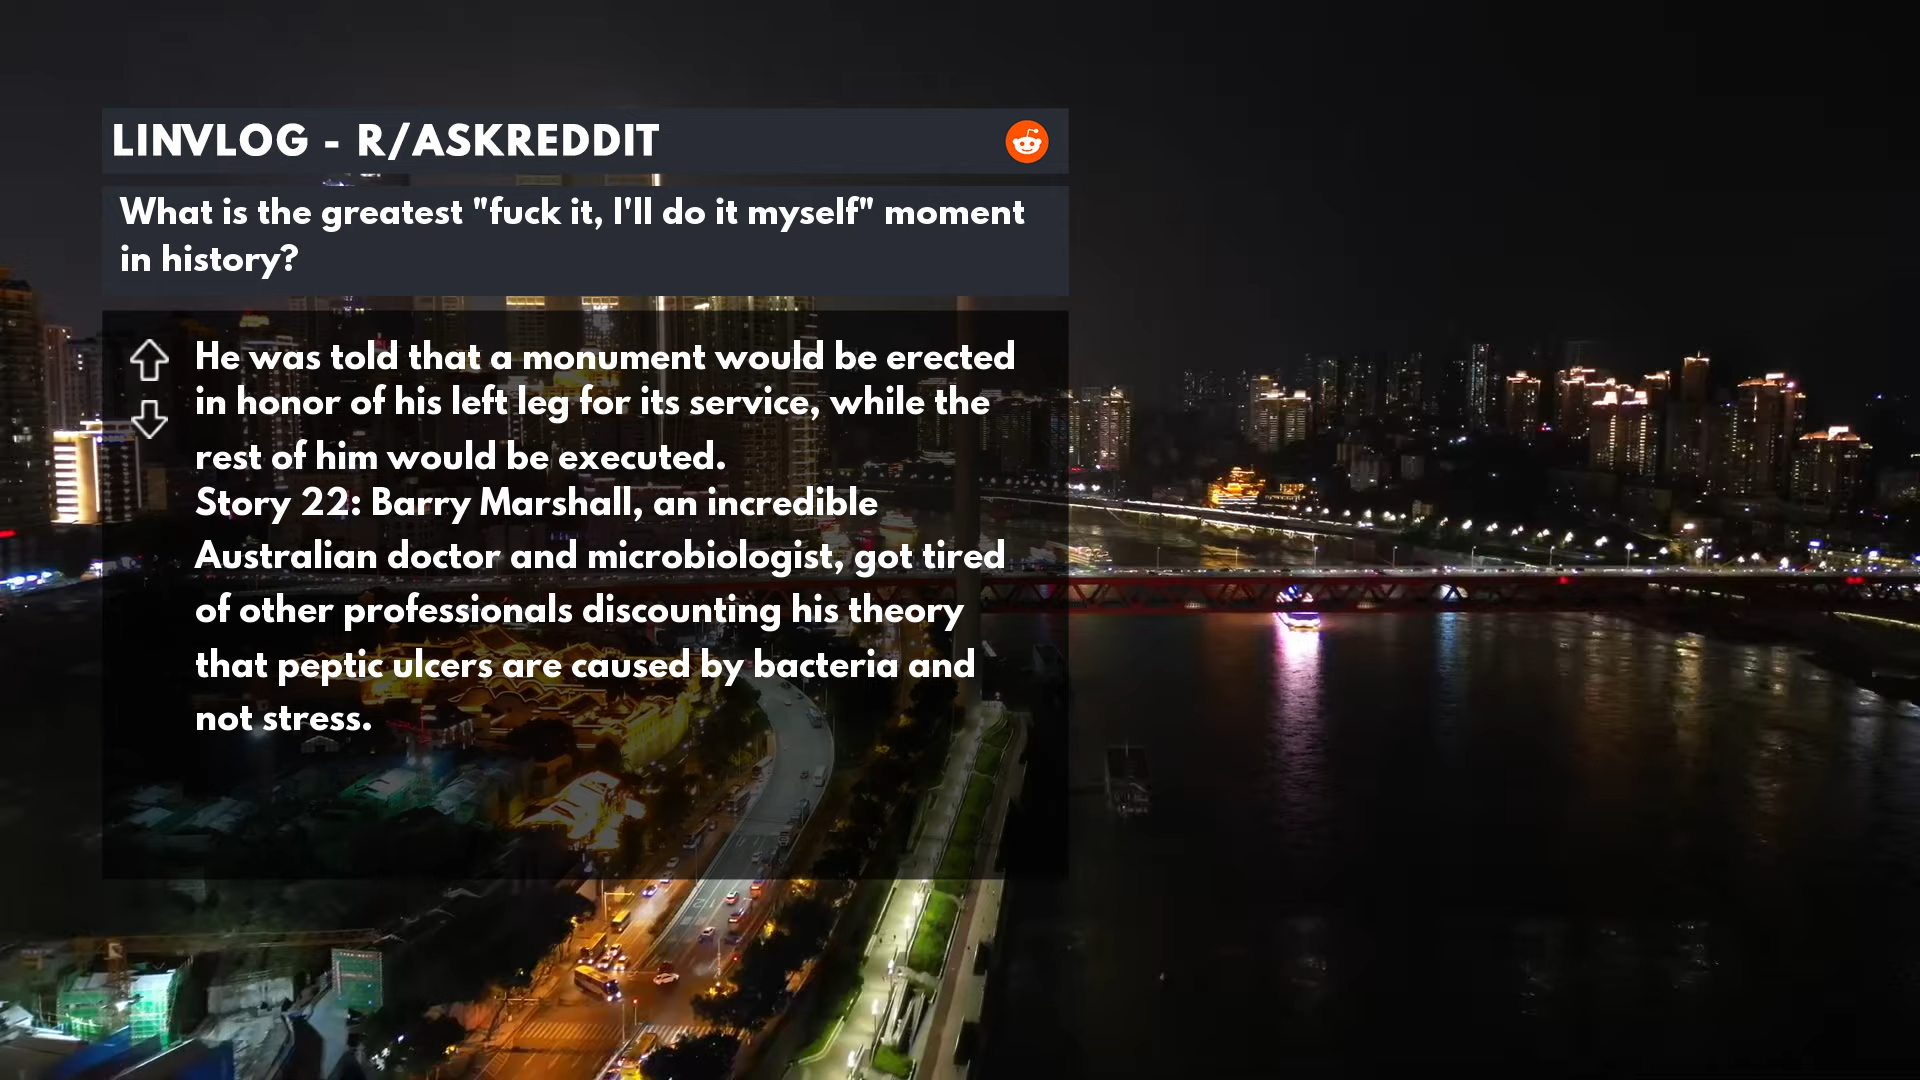 LINVLOG - R/ASKREDDIT
What is the greatest "fuck it, I'll do it myself" moment
in history?
He was told that a monument would be erected
in honor of his left leg for its service, while the
rest of him would be executed.
Story 22: Barry Marshall, an incredible
Australian doctor and microbiologist, got tired
of other professionals discounting his theory
that peptic ulcers are caused by bacteria and
not stress.